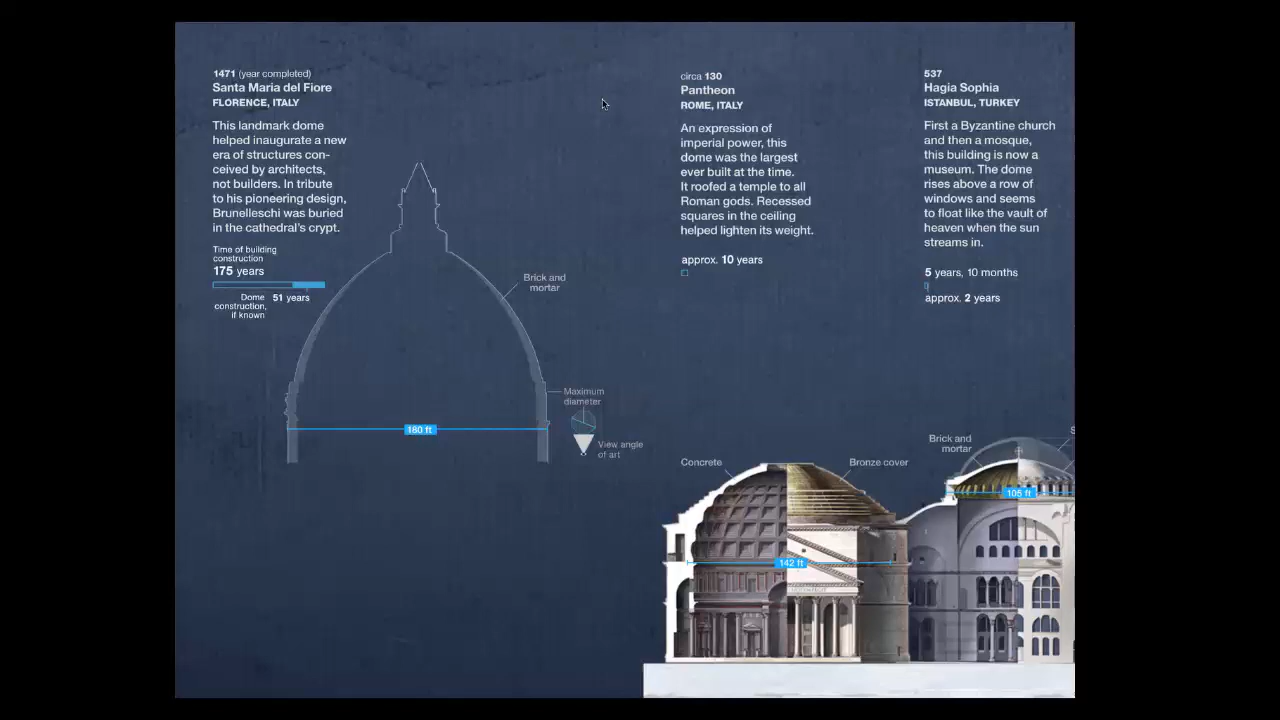 1471 (year completed)
Santa Maria del Fiore
FLORENCE, ITALY
This landmark dome
helped inaugurate a new
era of structures con-
ceived by architects,
not builders. In tribute
to his pioneering design,
Brunelleschi was buried
in the cathedral's crypt.
Time of building
construction
175 years
Dome
construction,
if known
51 years
Brick and
mortar
Maximum
diameter
180 ft
View angle
of art
circa 130
Pantheon
ROME, ITALY
An expression of
imperial power, this
dome was the largest
ever built at the time.
It roofed a temple to all
Roman gods. Recessed
squares in the ceiling
helped lighten its weight.
approx. 10 years
Concrete
Bronze cover
142 ft
537
Hagia Sophia
ISTANBUL, TURKEY
First a Byzantine church
and then a mosque,
this building is now a
museum. The dome
rises above a row of
windows and seems
to float like the vault of
heaven when the sun
streams in.
5 years, 10 months
approx. 2 years
Brick and
mortar
105 ft